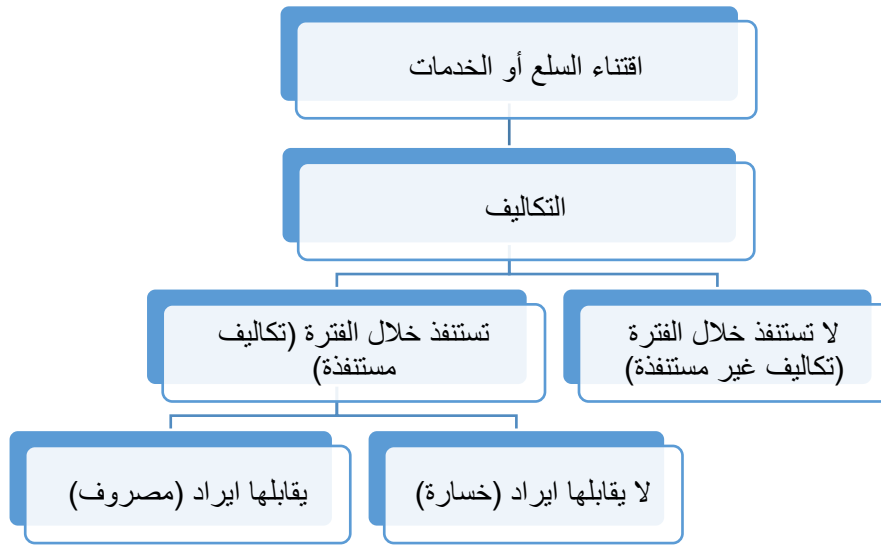 اقتناء السلع أو الخدمات
التكاليف
لا تستنفذ خلال الفترة
(تكاليف غير مستنفذة)
تستنفذ خلال الفترة (تكاليف
مستنفذة)
لا يقابلها ايراد (خسارة)
يقابلها ايراد (مصروف)